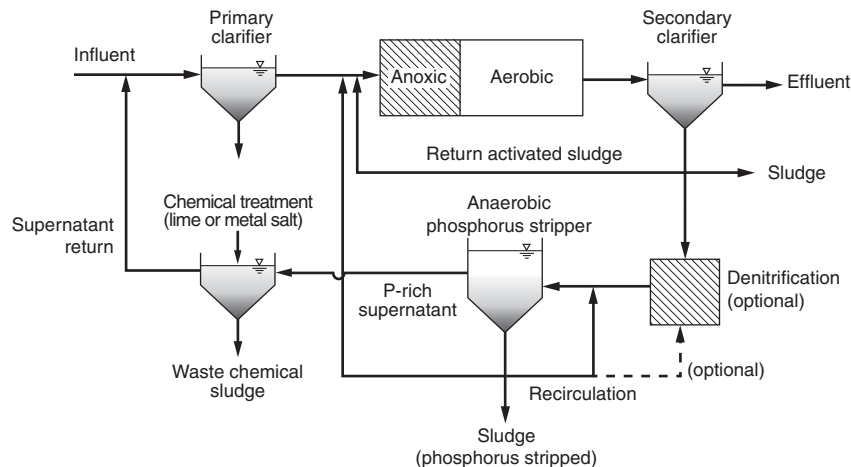 Primary
clarifier
Secondary
clarifier
Influent
Anoxic
Aerobic
Effluent
Return activated sludge
Sludge
Chemical treatment
(lime or metal salt)
Anaerobic
phosphorus stripper
Supernatant
return
P-rich
supernatant
Denitrification
(optional)
Waste chemical
sludge
Recirculation
(optional)
Sludge
(phosphorus stripped)